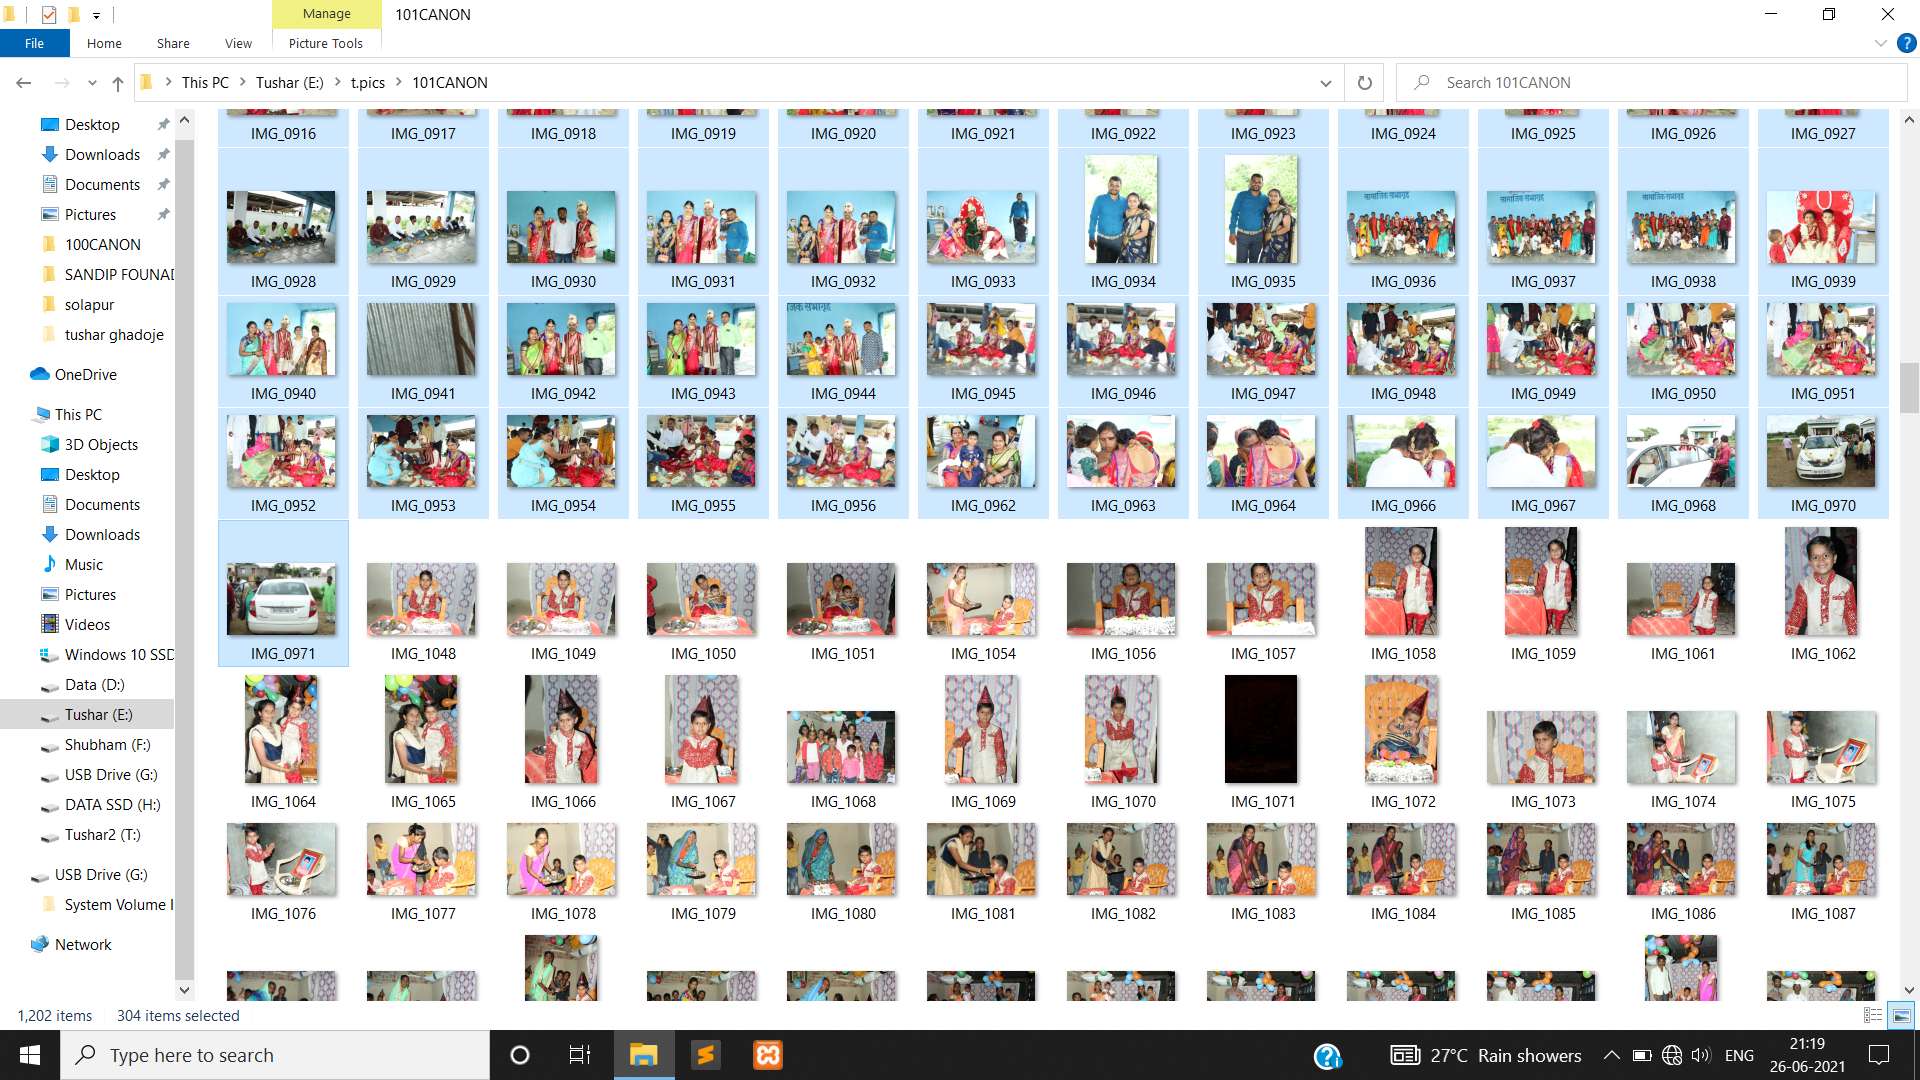 Manage
101CANON
File
Home
Share
View
Picture Tools
This PC
Tushar (E:)
t.pics
101CANON
Search 101CANON
Desktop
Downloads
Documents
Pictures
100CANON
SANDIP FOUNAD
solapur
tushar ghadoje
OneDrive
This PC
3D Objects
Desktop
Documents
Downloads
Music
Pictures
Videos
Windows 10 SSD
Data (D:)
Tushar (E:)
Shubham (F:)
USB Drive (G:)
DATA SSD (H:)
Tushar2 (T:)
USB Drive (G:)
System Volume I
Network
IMG_0916 IMG_0917 IMG_0918 IMG_0919 IMG_0920 IMG_0921 IMG_0922 IMG_0923 IMG_0924 IMG_0925 IMG_0926 IMG_0927
सामाजिक सभागृह सामाजिक सभागृह सामाजिक सभागृह
IMG_0928 IMG_0929 IMG_0930 IMG_0931 IMG_0932 IMG_0933 IMG_0934 IMG_0935 IMG_0936 IMG_0937 IMG_0938 IMG_0939
IMG_0940 IMG_0941 IMG_0942 IMG_0943 IMG_0944 IMG_0945 IMG_0946 IMG_0947 IMG_0948 IMG_0949 IMG_0950 IMG_0951
IMG_0952 IMG_0953 IMG_0954 IMG_0955 IMG_0956 IMG_0962 IMG_0963 IMG_0964 IMG_0966 IMG_0967 IMG_0968 IMG_0970
IMG_0971 IMG_1048 IMG_1049 IMG_1050 IMG_1051 IMG_1054 IMG_1056 IMG_1057 IMG_1058 IMG_1059 IMG_1061 IMG_1062
IMG_1064 IMG_1065 IMG_1066 IMG_1067 IMG_1068 IMG_1069 IMG_1070 IMG_1071 IMG_1072 IMG_1073 IMG_1074 IMG_1075
IMG_1076 IMG_1077 IMG_1078 IMG_1079 IMG_1080 IMG_1081 IMG_1082 IMG_1083 IMG_1084 IMG_1085 IMG_1086 IMG_1087
1,202 items 304 items selected
Type here to search
27°C Rain showers
ENG
21:19
26-06-2021